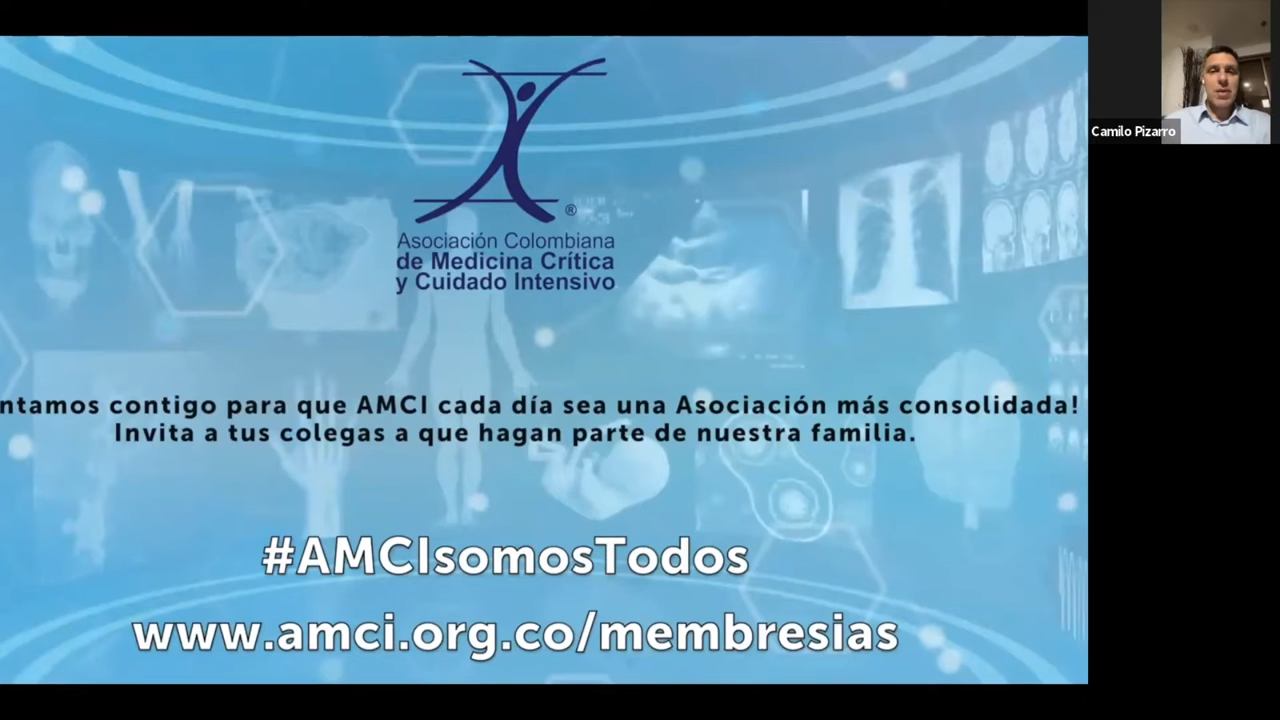 ®
Asociación Colombiana
de Medicina Crítica
y Cuidado Intensivo
ntamos contigo para que AMCI cada día sea una Asociación más consolidada!
Invita a tus colegas a que hagan parte de nuestra familia.
#AMCIsomosTodos
www.amci.org.co/membresias
Camilo Pizarro